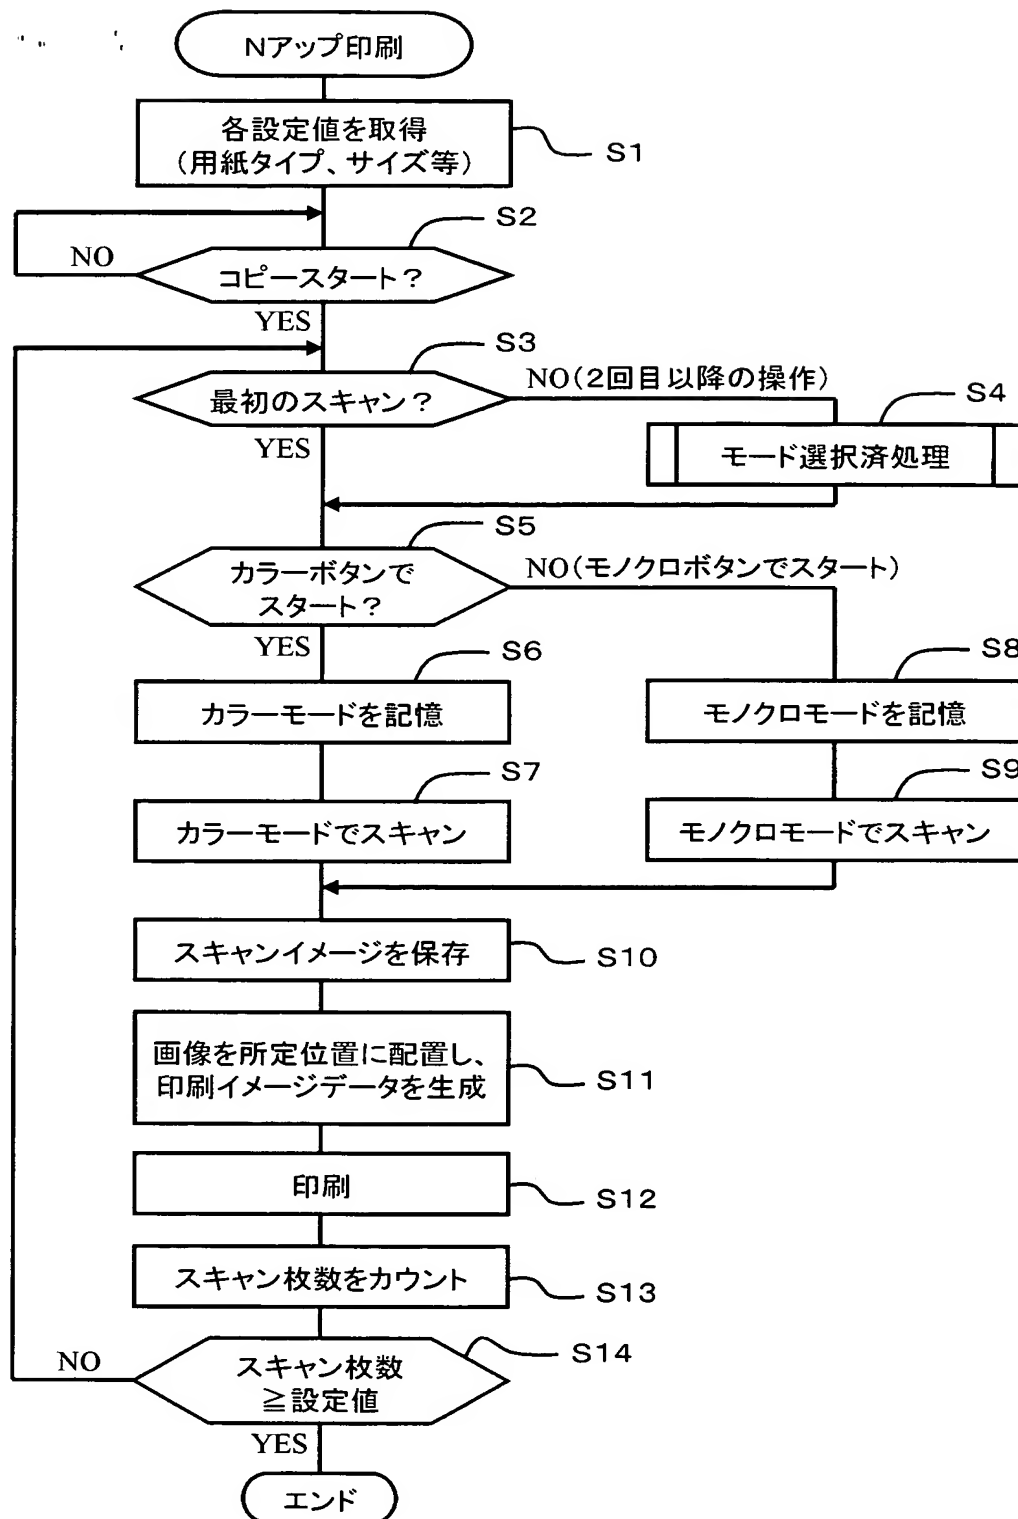 Nアップ印刷
各設定値を取得
(用紙タイプ、サイズ等)
S1
S2
NO
コピースタート?
YES
S3
最初のスキャン?
NO(2回目以降の操作)
YES
S4
モード選択済処理
S5
カラーボタンで
スタート?
NO(モノクロボタンでスタート)
YES
S6
カラーモードを記憶
S8
モノクロモードを記憶
S7
カラーモードでスキャン
S9
モノクロモードでスキャン
スキャンイメージを保存
S10
画像を所定位置に配置し、
印刷イメージデータを生成
S11
印刷
S12
スキャン枚数をカウント
S13
NO
スキャン枚数
≧設定値
S14
YES
エンド